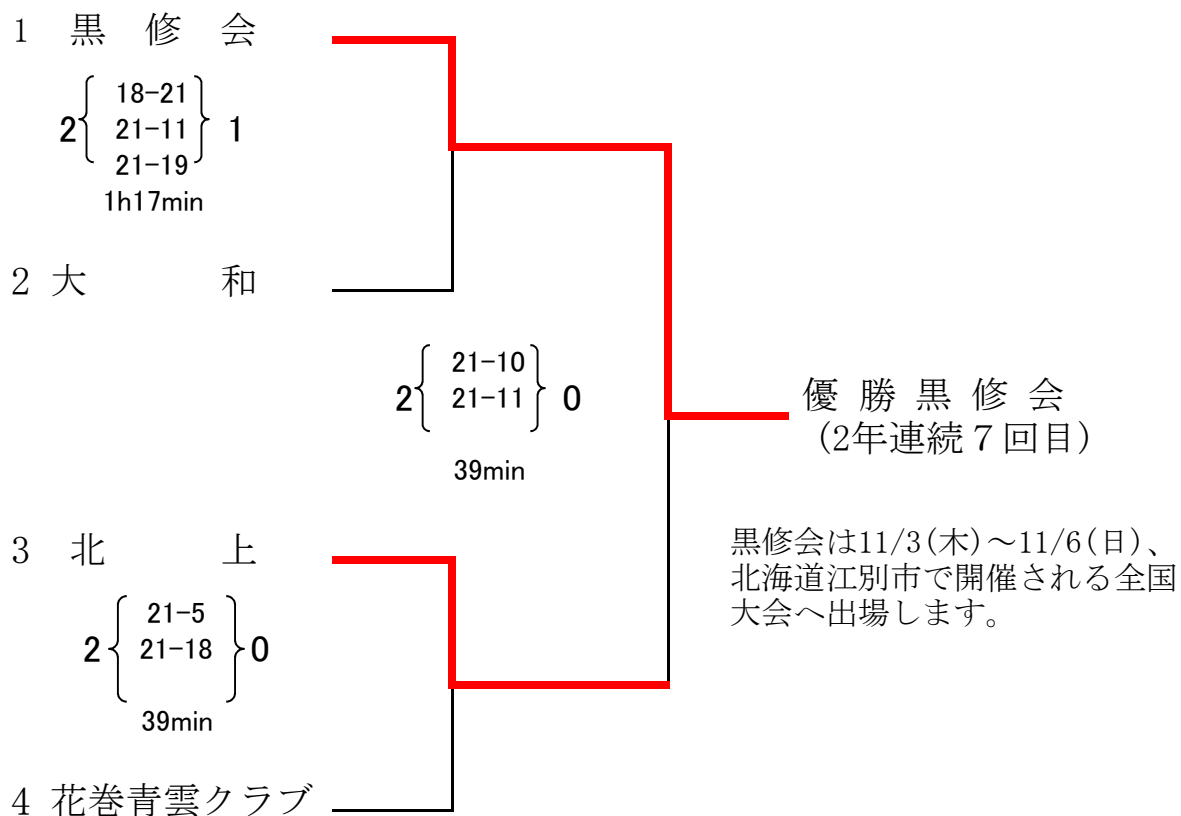 1 黒修会
18-21
2 21-11 1
21-19
1h17min
2 大和
21-10
2 21-11 0
39min
優勝黒修会
(2年連続７回目)
3 北上
21-5
2 21-18 0
39min
黒修会は11/3(木)～11/6(日)、
北海道江別市で開催される全国
大会へ出場します。
4 花巻青雲クラブ